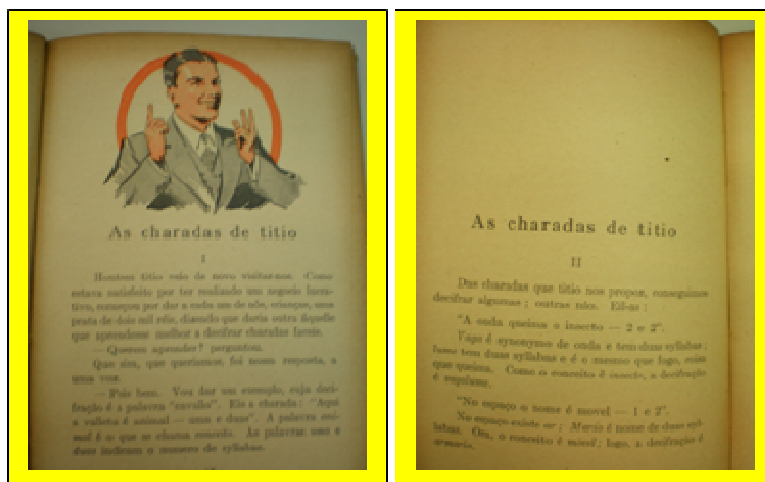 As charadas de titio
I
Hontem titio veio de novo visitar-nos. Como
estava satisfeito por ter realizado um negocio lucra-
tivo, começou por dar a cada um de nós, crianças, uma
prata de dois mil réis, dizendo que daria outra áquelle
que aprendesse melhor a decifrar charadas faceis.
— Querem aprender? perguntou.
Que sim, que queriamos, foi nossa resposta, a
uma voz.
— Pois bem. Vou dar um exemplo, cuja deci-
fração é a palavra "cavallo". Eis a charada: "Aqui
a valleta é animal — uma e duas". A palavra ani-
mal é o que se chama conceito. As palavras uma e
duas indicam o numero de syllabas.
As charadas de titio
II
Das charadas que titio nos propoz, conseguimos
decifrar algumas; outras não. Eil-as:
"A onda queima o insecto — 2 e 2".
Vaga é synonymo de onda e tem duas syllabas;
lume tem duas syllabas e é o mesmo que fogo, coisa
que queima. Como o conceito é insecto, a decifração
é vagalume.
"No espaço o nome é movel — 1 e 2".
No espaço existe ar; Mario é nome de duas syl-
labas. Ora, o conceito é movel; logo, a decifração é
armario.